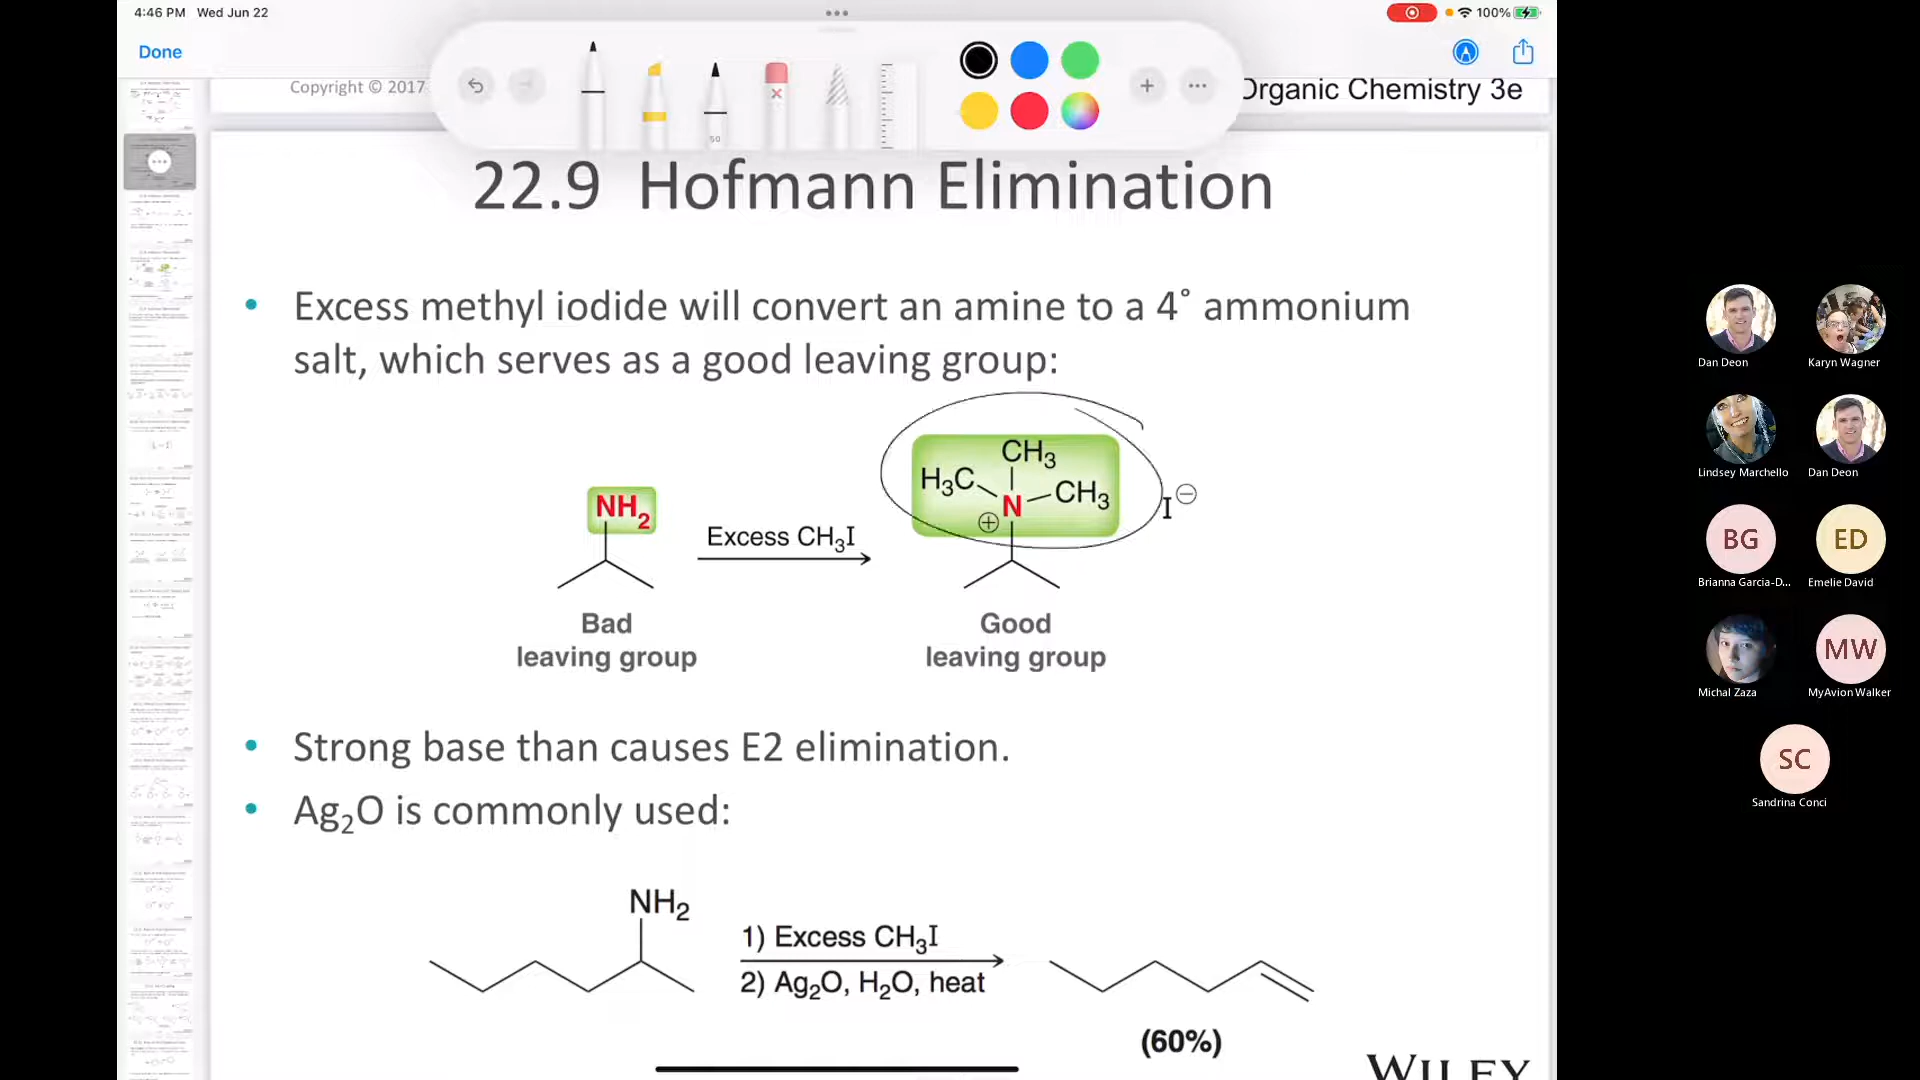 4:46 PM Wed Jun 22
100%
Done
50
Copyright © 2017
Organic Chemistry 3e
22.9 Hofmann Elimination
• Excess methyl iodide will convert an amine to a 4° ammonium
salt, which serves as a good leaving group:
NH₂
Excess CH₃I
CH₃
H₃C
N
CH₃
⊕
I⊖
Bad
leaving group
Good
leaving group
• Strong base than causes E2 elimination.
• Ag₂O is commonly used:
NH₂
1) Excess CH₃I
2) Ag₂O, H₂O, heat
(60%)
WILEY
Dan Deon
Karyn Wagner
Lindsey Marchello
Dan Deon
BG
Brianna Garcia-D...
ED
Emelie David
Michal Zaza
MW
MyAvion Walker
SC
Sandrina Conci